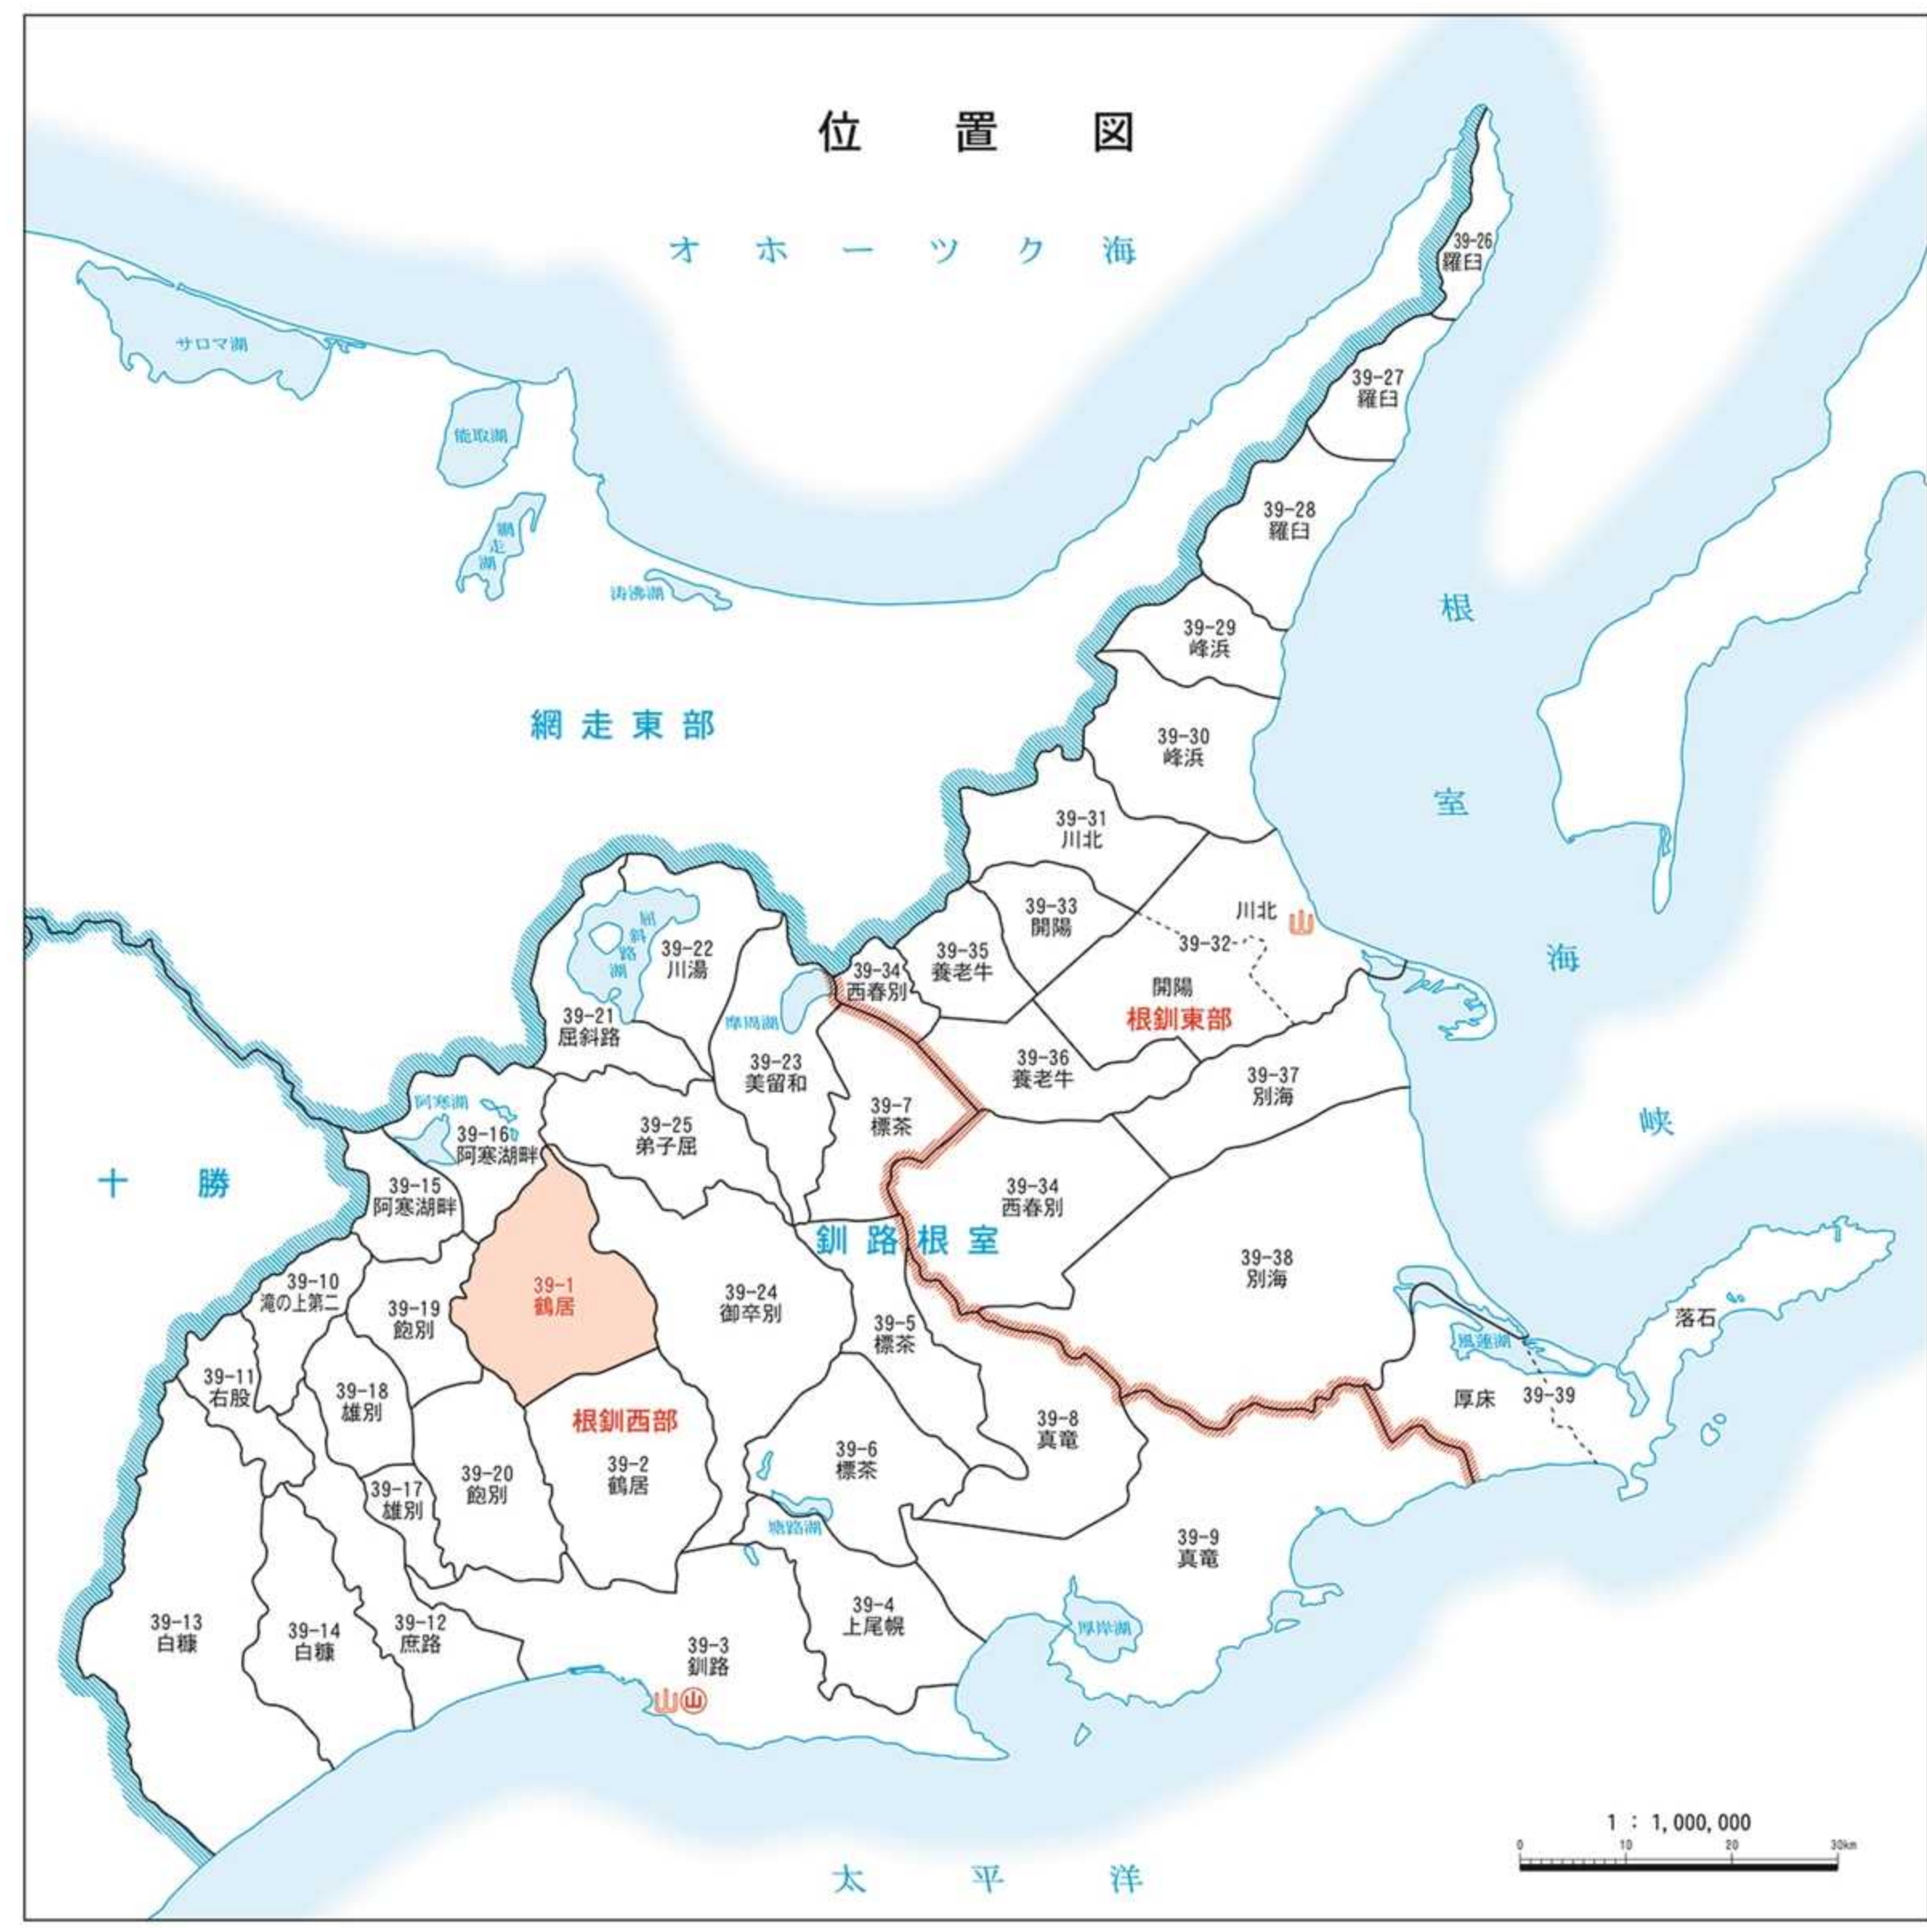 位置図
オホーツク海
39-26
羅臼
サロマ湖
39-27
羅臼
能取湖
39-28
羅臼
網走湖
涛沸湖
根室海峡
39-29
峰浜
網走東部
39-30
峰浜
39-31
川北
39-33
開陽
川北
山
屈斜路湖
39-22
川湯
39-35
養老牛
39-32
39-34
西春別
開陽
根釧東部
39-21
屈斜路
摩周湖
39-23
美留和
39-36
養老牛
39-37
別海
阿寒湖
39-7
標茶
39-25
弟子屈
39-16
阿寒湖畔
十勝
39-15
阿寒湖畔
39-34
西春別
釧路根室
39-38
別海
39-10
滝の上第二
39-1
鶴居
39-24
御卒別
39-19
飽別
39-5
標茶
落石
風蓮湖
39-11
右股
39-18
雄別
厚床
39-39
根釧西部
39-8
真竜
39-6
標茶
39-2
鶴居
39-20
飽別
39-17
雄別
塘路湖
39-9
真竜
39-4
上尾幌
39-13
白糠
39-14
白糠
39-12
庶路
厚岸湖
39-3
釧路
山山
1 : 1,000,000
0 10 20 30km
太平洋